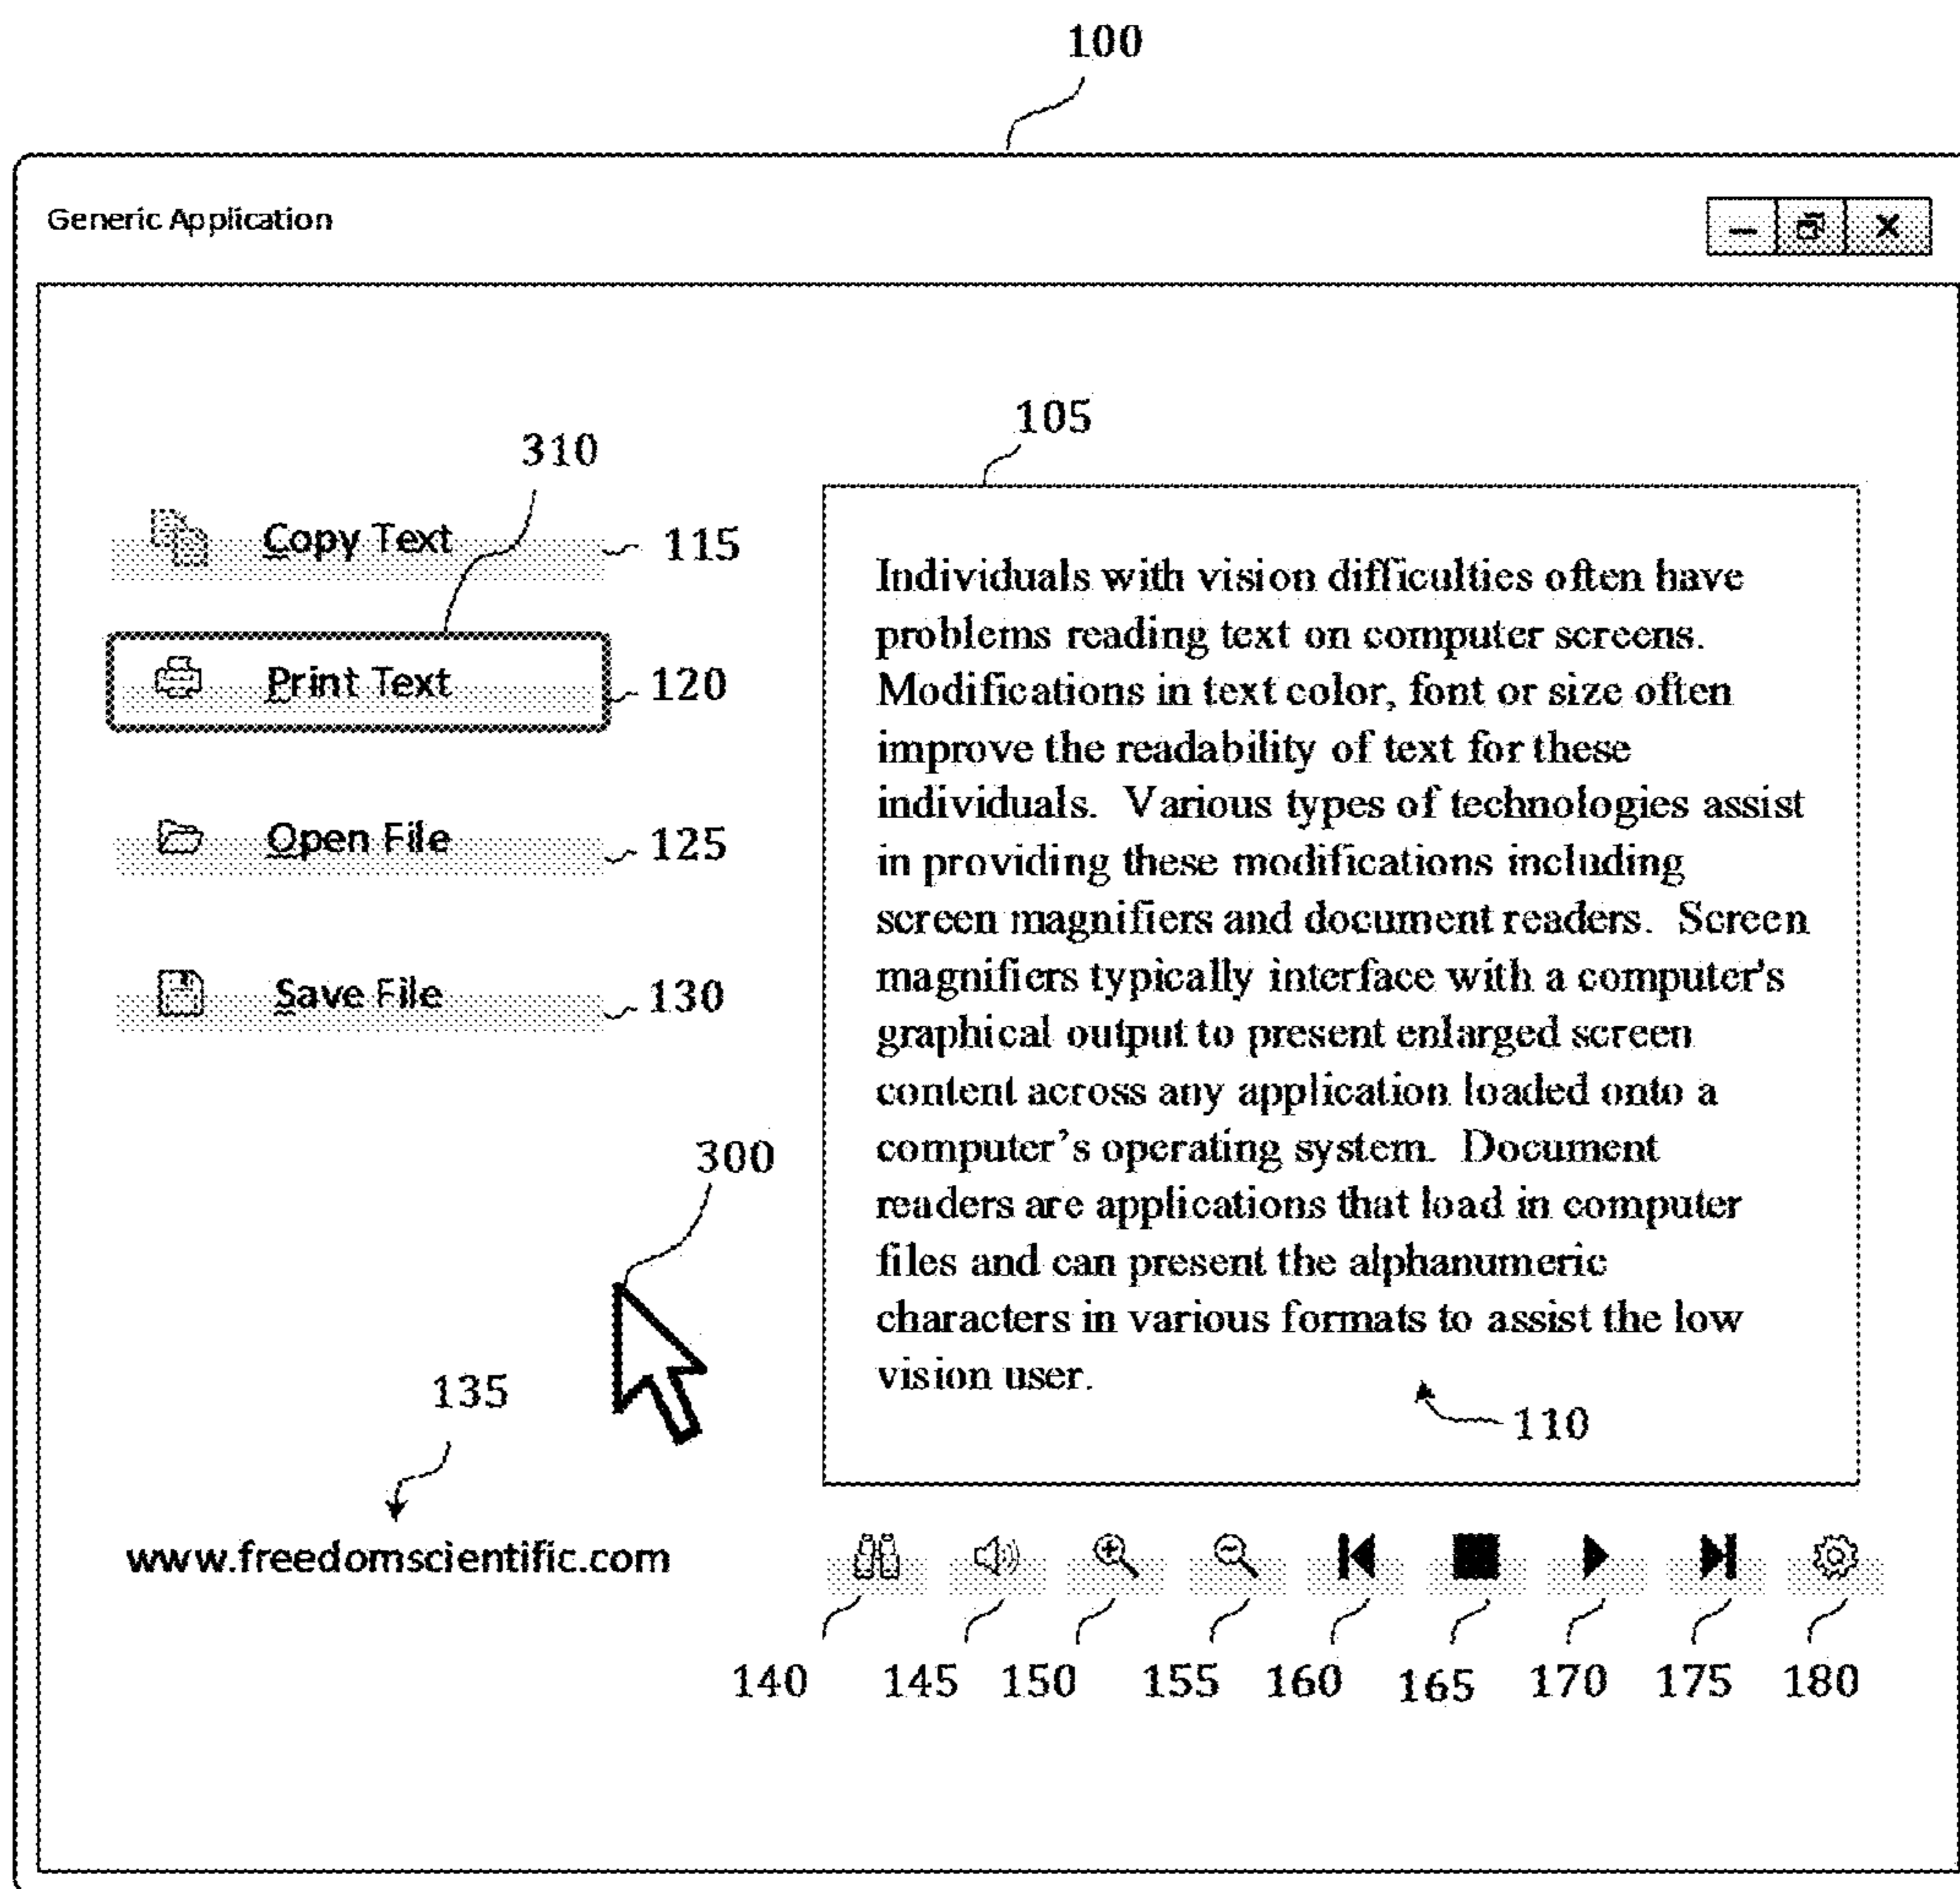 100
Generic Application
105
310
Copy Text 115
Print Text 120
Open File 125
Save File 130
Individuals with vision difficulties often have
problems reading text on computer screens.
Modifications in text color, font or size often
improve the readability of text for these
individuals.  Various types of technologies assist
in providing these modifications including
screen magnifiers and document readers.  Screen
magnifiers typically interface with a computer's
graphical output to present enlarged screen
content across any application loaded onto a
computer’s operating system.  Document
readers are applications that load in computer
files and can present the alphanumeric
characters in various formats to assist the low
vision user.
110
300
135
www.freedomscientific.com
140 145 150 155 160 165 170 175 180